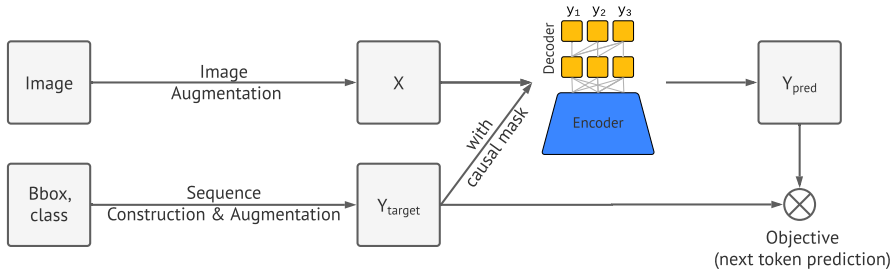 y₁ y₂ y₃
Decoder
Image
Image
Augmentation
X
Encoder
Y_pred
with
causal mask
Bbox,
class
Sequence
Construction & Augmentation
Y_target
Objective
(next token prediction)